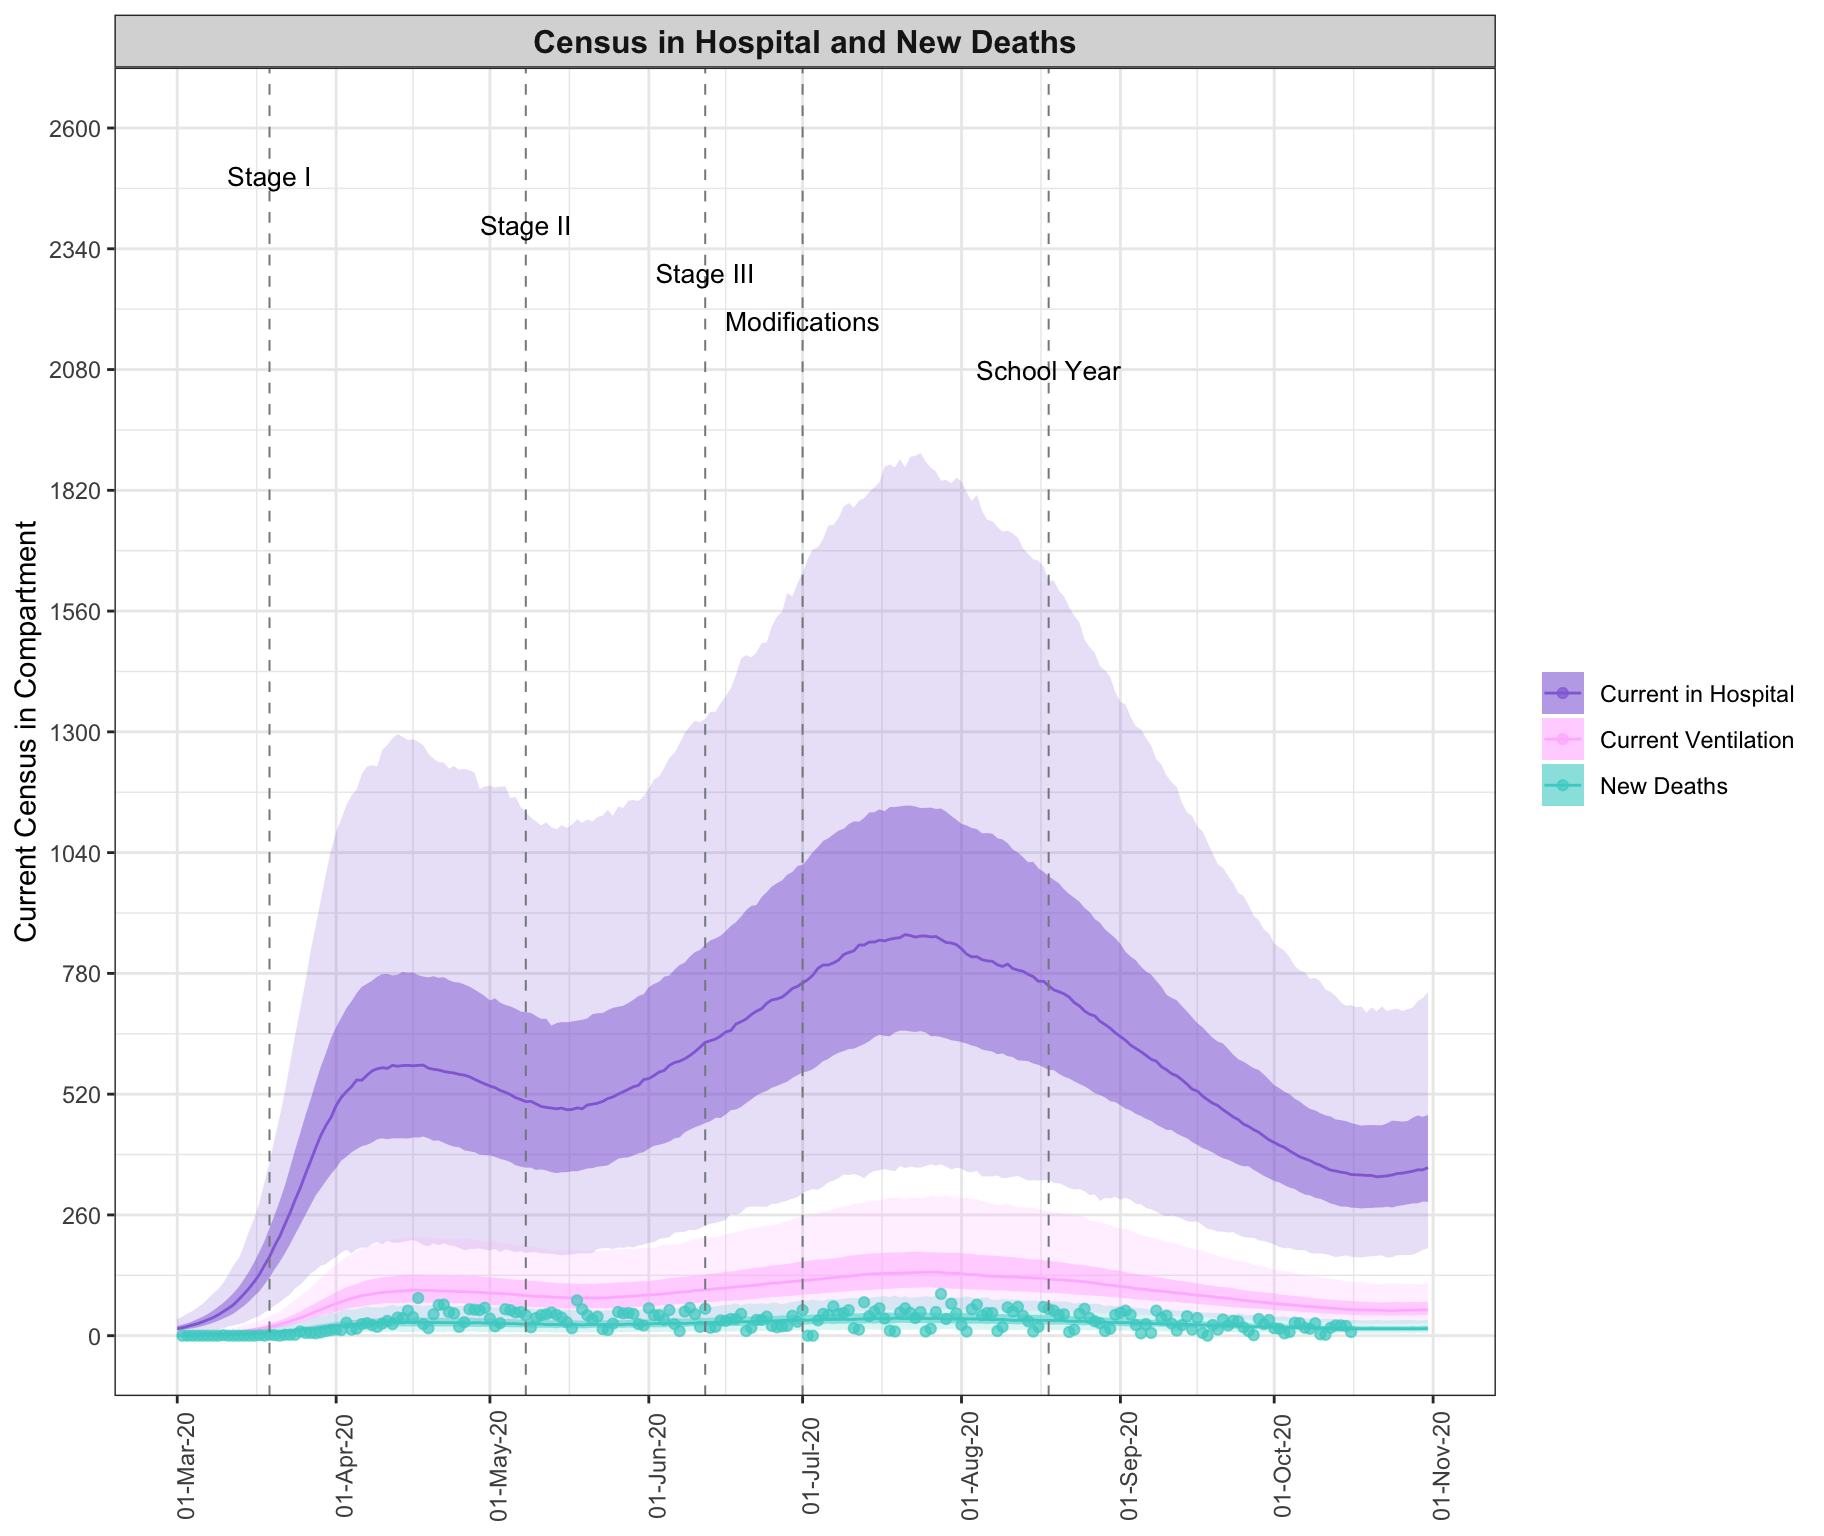 Census in Hospital and New Deaths
Current Census in Compartment
2600
2340
2080
1820
1560
1300
1040
780
520
260
0
Stage I
Stage II
Stage III
Modifications
School Year
01-Mar-20
01-Apr-20
01-May-20
01-Jun-20
01-Jul-20
01-Aug-20
01-Sep-20
01-Oct-20
01-Nov-20
Current in Hospital
Current Ventilation
New Deaths